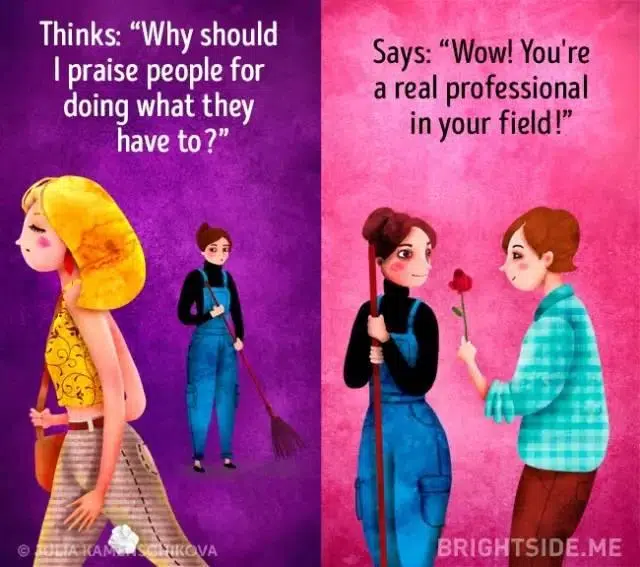 Thinks: “Why should
I praise people for
doing what they
have to?”
Says: “Wow! You're
a real professional
in your field!”
© JULIA KAMENSCHIKOVA
BRIGHTSIDE.ME